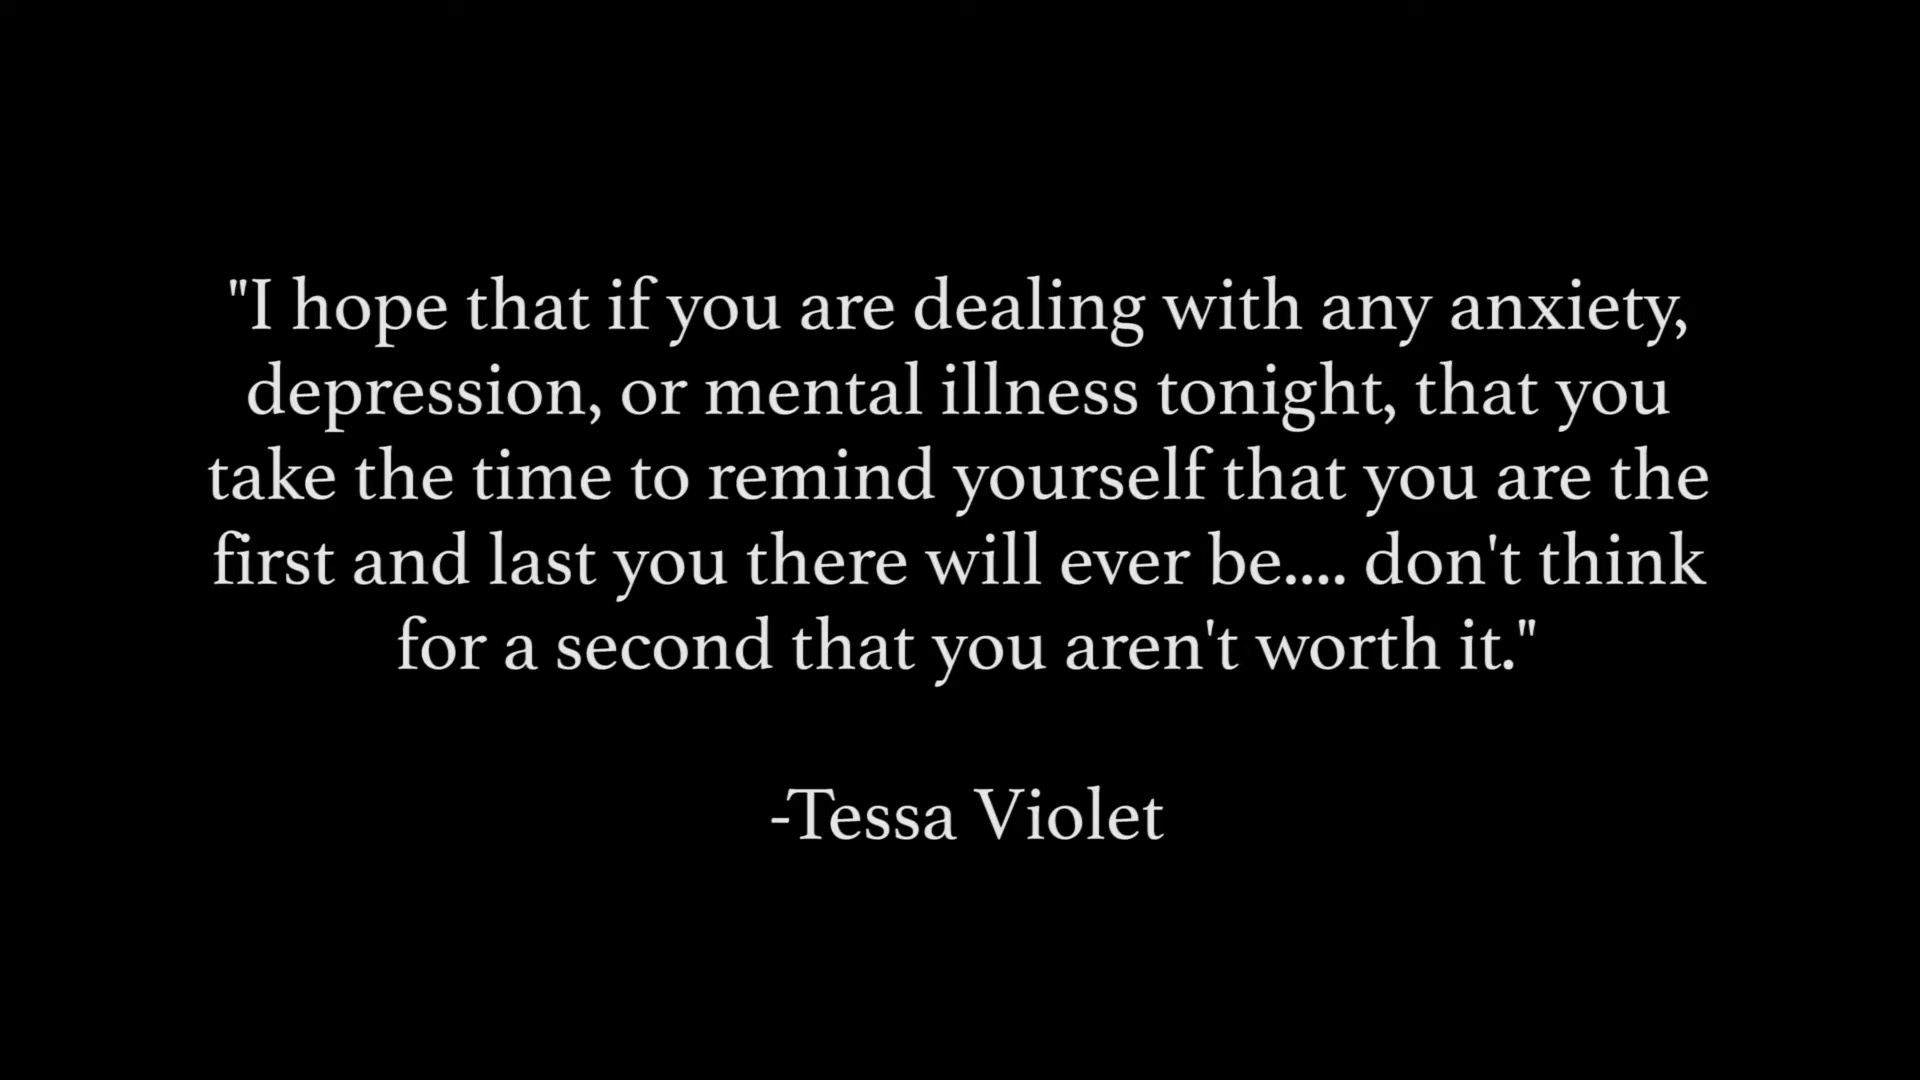 "I hope that if you are dealing with any anxiety,
depression, or mental illness tonight, that you
take the time to remind yourself that you are the
first and last you there will ever be.... don't think
for a second that you aren't worth it."
-Tessa Violet